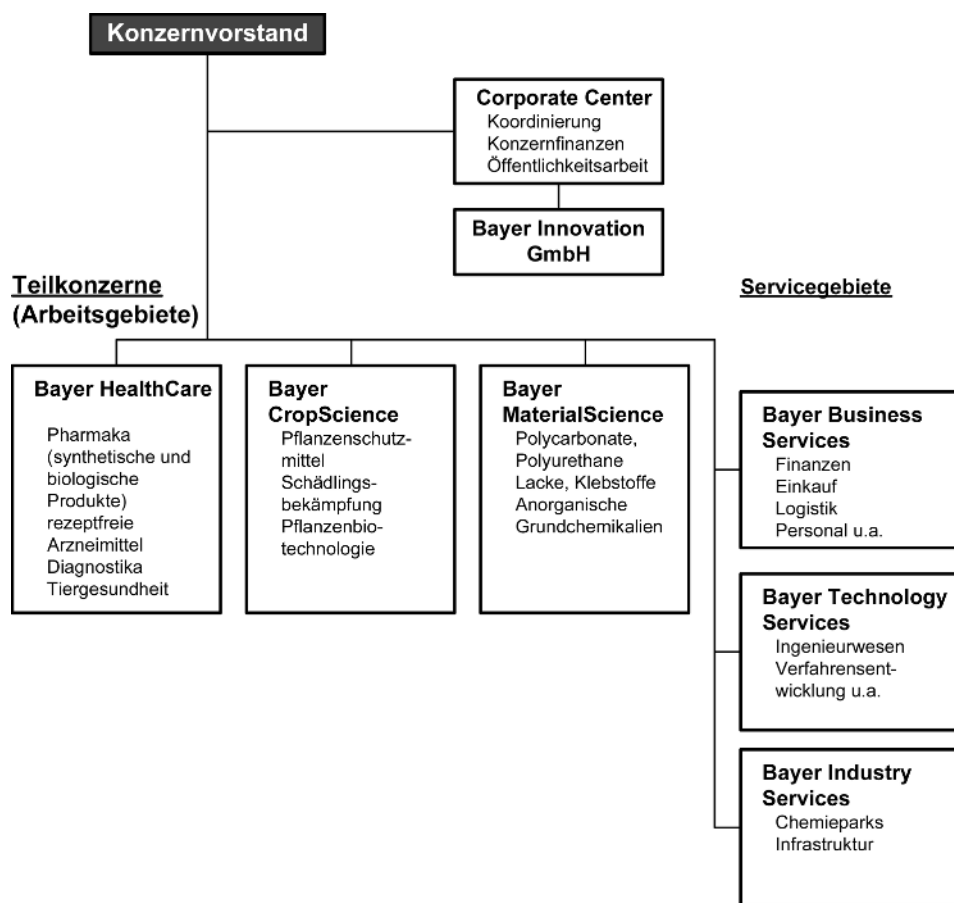 Konzernvorstand
Corporate Center
Koordinierung
Konzernfinanzen
Öffentlichkeitsarbeit
Bayer Innovation
GmbH
Teilkonzerne
(Arbeitsgebiete)
Servicegebiete
Bayer HealthCare
Pharmaka
(synthetische und
biologische
Produkte)
rezeptfreie
Arzneimittel
Diagnostika
Tiergesundheit
Bayer
CropScience
Pflanzenschutz-
mittel
Schädlings-
bekämpfung
Pflanzenbio-
technologie
Bayer
MaterialScience
Polycarbonate,
Polyurethane
Lacke, Klebstoffe
Anorganische
Grundchemikalien
Bayer Business
Services
Finanzen
Einkauf
Logistik
Personal u.a.
Bayer Technology
Services
Ingenieurwesen
Verfahrensent-
wicklung u.a.
Bayer Industry
Services
Chemieparks
Infrastruktur